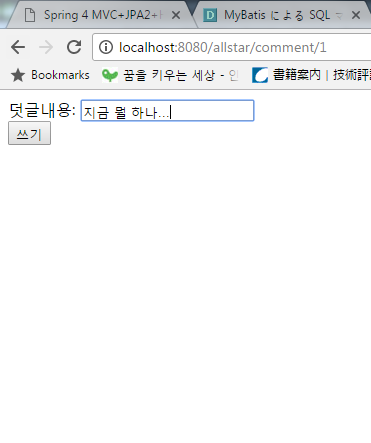 Spring 4 MVC+JPA2+
MyBatis による SQL
localhost:8080/allstar/comment/1
Bookmarks 꿈을 키우는 세상 - 書籍案内 | 技術評
덧글내용: 지금 뭘 하나...
쓰기